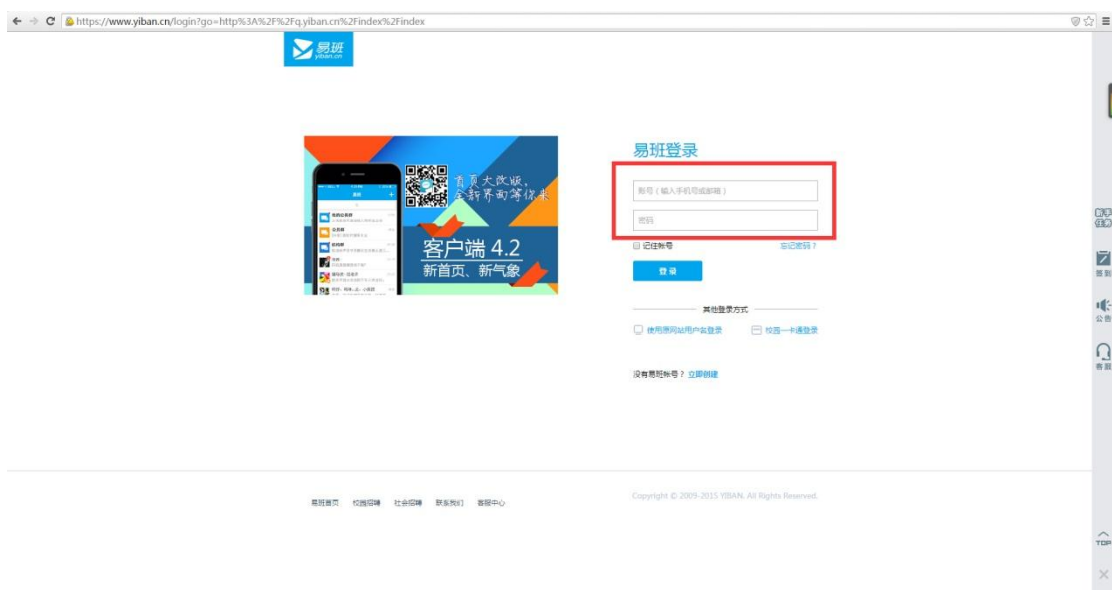 https://www.yiban.cn/login?go=http%3A%2F%2Fq.yiban.cn%2Findex%2Findex
易班
yiban.cn
首页大改版，
全新界面等你来
客户端 4.2
新首页、新气象
易班登录
账号（输入手机号或邮箱）
密码
记住帐号
忘记密码？
登录
其他登录方式
使用原网站用户名登录
校园一卡通登录
没有易班帐号？ 立即创建
新手
任务
签到
公告
客服
易班首页 校园招聘 社会招聘 联系我们 客服中心
Copyright © 2009-2015 YIBAN. All Rights Reserved.
TOP